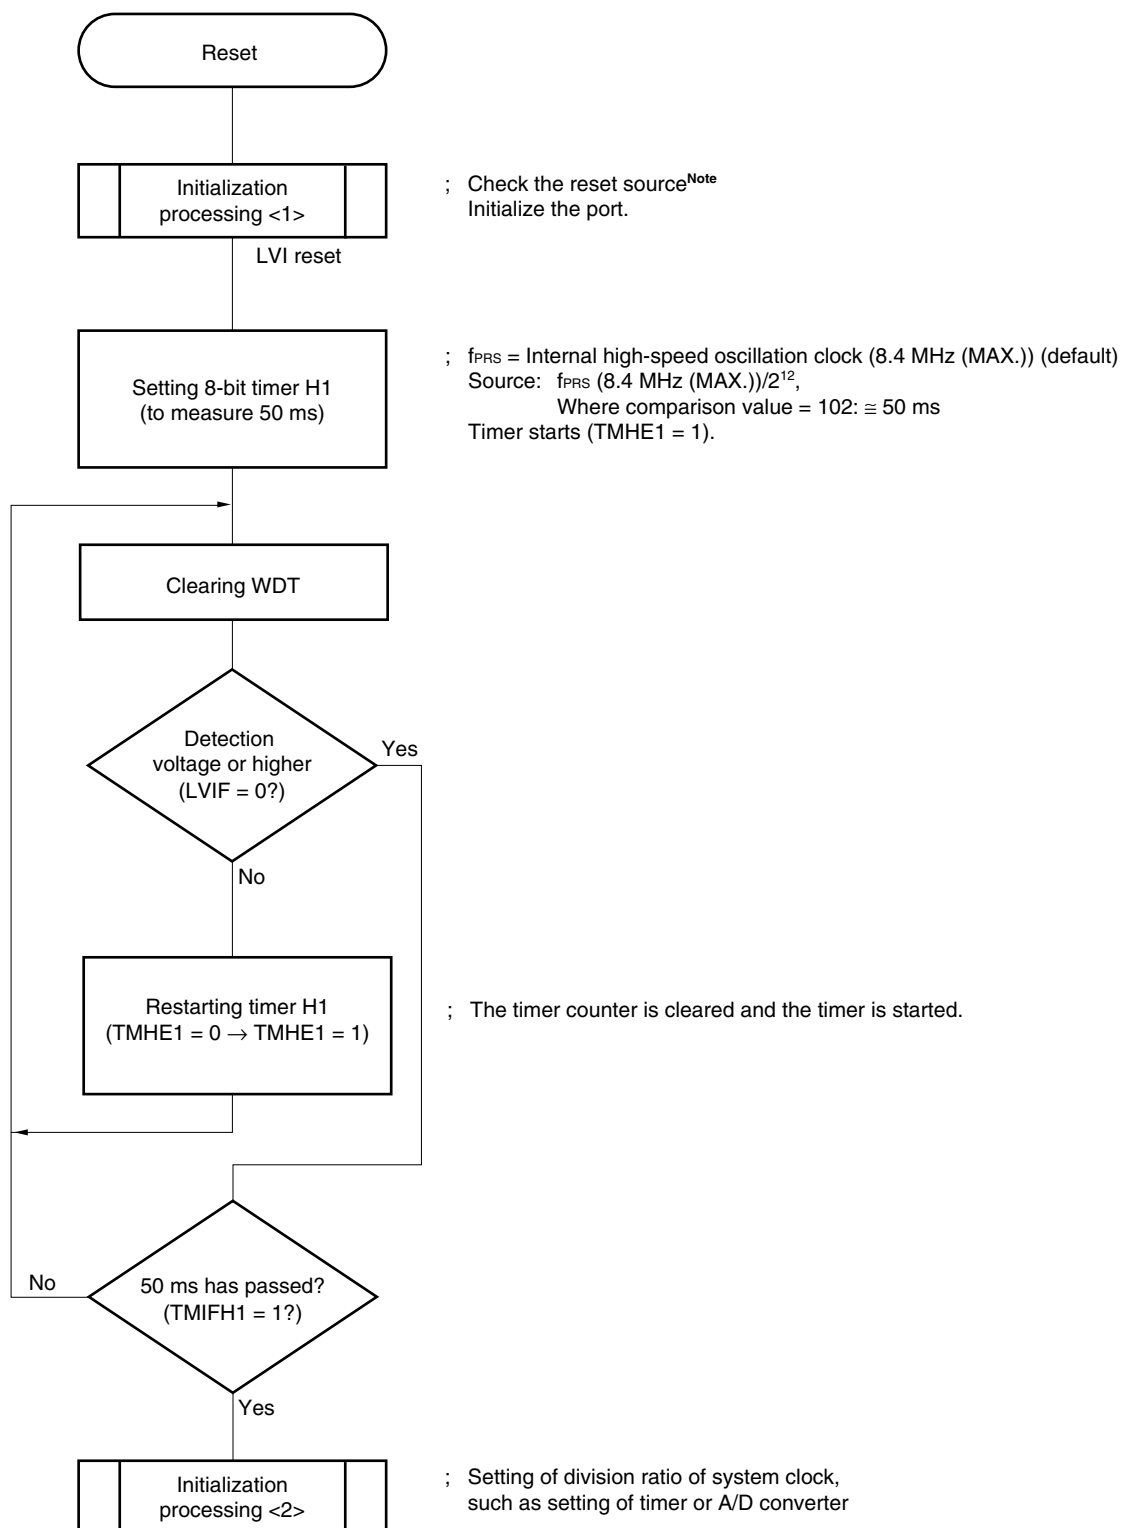 Reset
Initialization
processing <1>
; Check the reset sourceNote
Initialize the port.
LVI reset
Setting 8-bit timer H1
(to measure 50 ms)
; fPRS = Internal high-speed oscillation clock (8.4 MHz (MAX.)) (default)
Source: fPRS (8.4 MHz (MAX.))/2¹²,
Where comparison value = 102: ≅ 50 ms
Timer starts (TMHE1 = 1).
Clearing WDT
Detection
voltage or higher
(LVIF = 0?)
Yes
No
Restarting timer H1
(TMHE1 = 0 → TMHE1 = 1)
; The timer counter is cleared and the timer is started.
50 ms has passed?
(TMIFH1 = 1?)
No
Yes
Initialization
processing <2>
; Setting of division ratio of system clock,
such as setting of timer or A/D converter